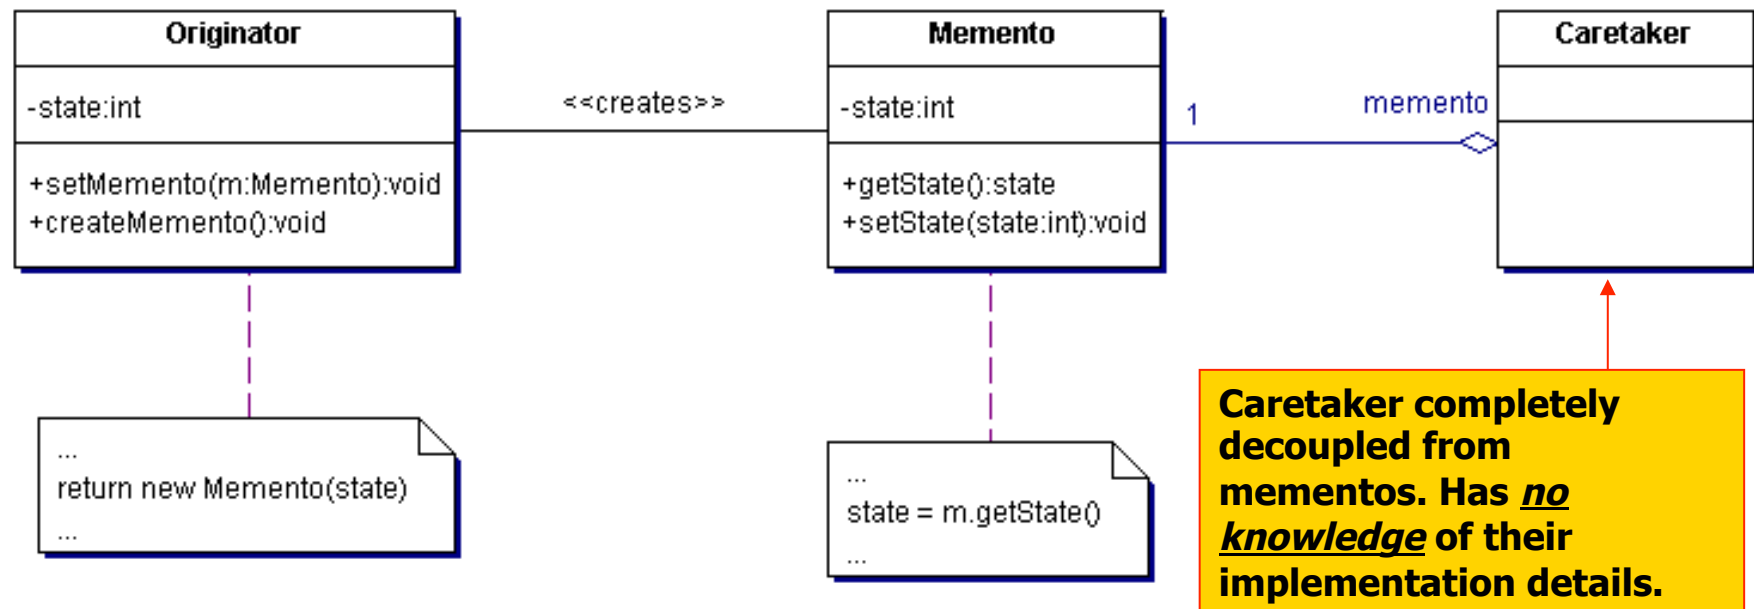 Originator
-state:int
+setMemento(m:Memento):void
+createMemento():void
<<creates>>
Memento
-state:int
+getState():state
+setState(state:int):void
1
memento
Caretaker
...
return new Memento(state)
...
...
state = m.getState()
...
Caretaker completely
decoupled from
mementos. Has no
knowledge of their
implementation details.